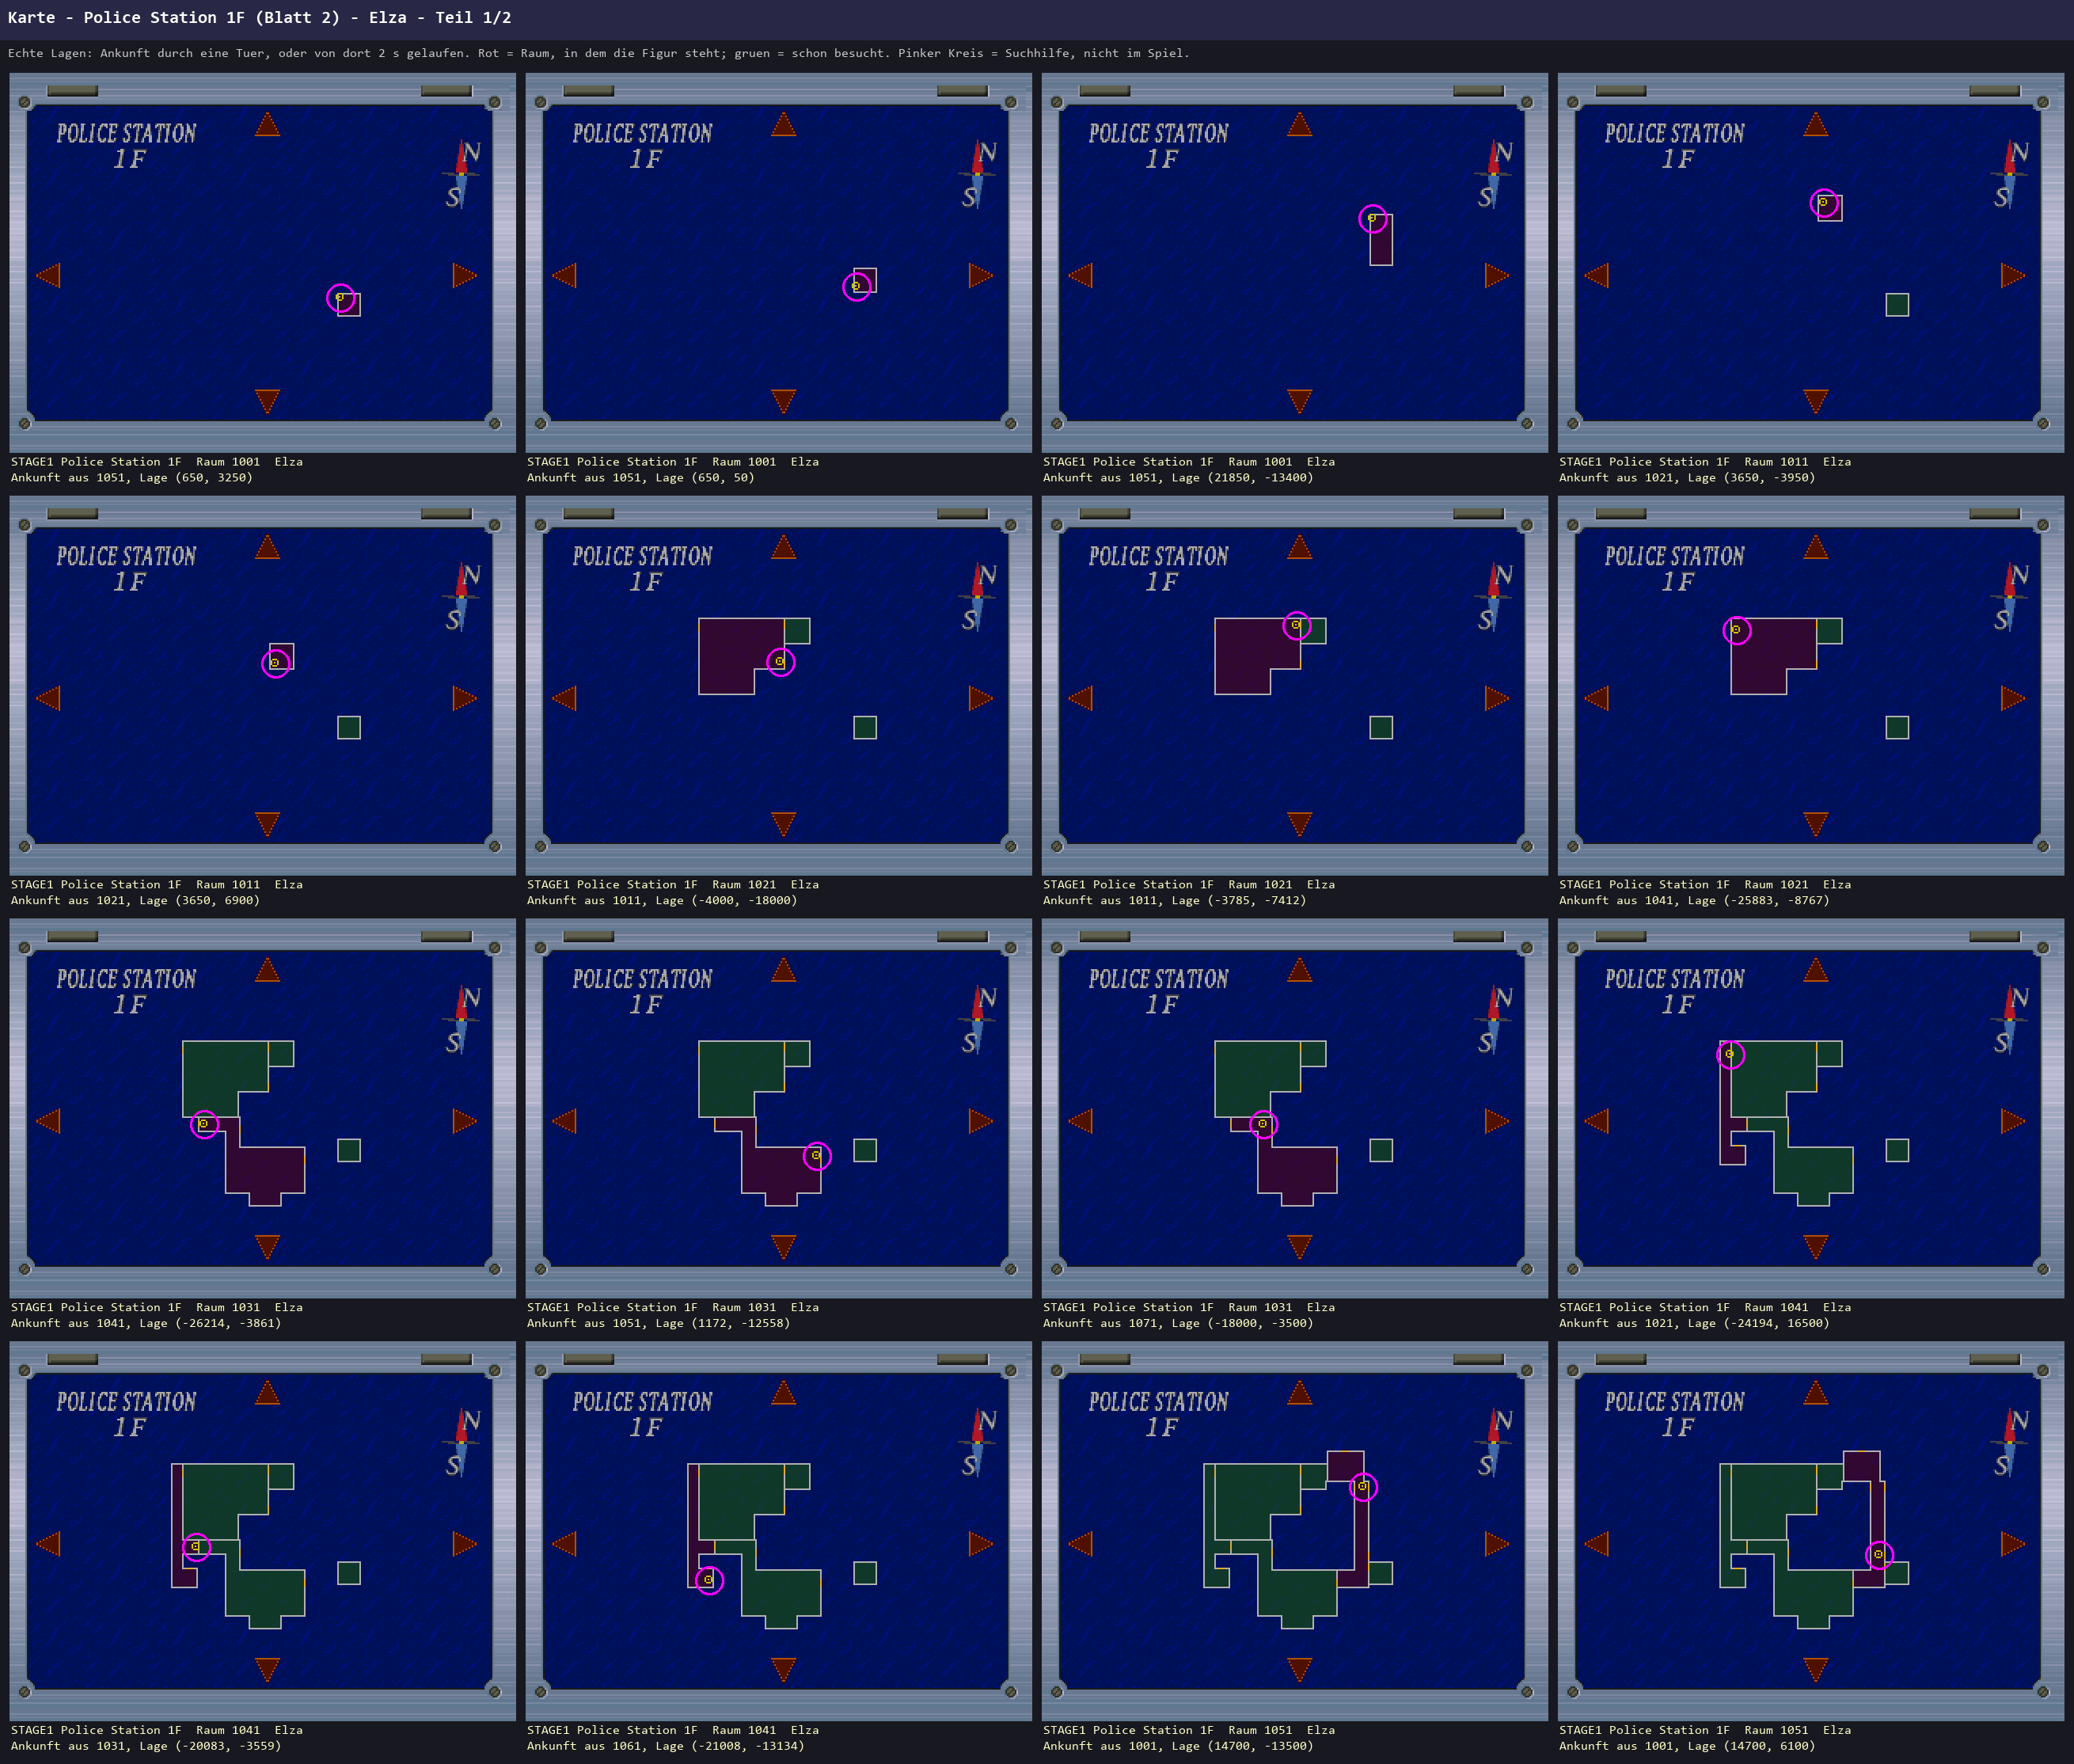 Karte - Police Station 1F (Blatt 2) - Elza - Teil 1/2
Echte Lagen: Ankunft durch eine Tuer, oder von dort 2 s gelaufen. Rot = Raum, in dem die Figur steht; gruen = schon besucht. Pinker Kreis = Suchhilfe, nicht im Spiel.
POLICE STATION POLICE STATION POLICE STATION POLICE STATION
1F 1F 1F 1F
N N N N
S S S S
STAGE1 Police Station 1F Raum 1001 Elza STAGE1 Police Station 1F Raum 1001 Elza STAGE1 Police Station 1F Raum 1001 Elza STAGE1 Police Station 1F Raum 1011 Elza
Ankunft aus 1051, Lage (650, 3250) Ankunft aus 1051, Lage (650, 50) Ankunft aus 1051, Lage (21850, -13400) Ankunft aus 1021, Lage (3650, -3950)
POLICE STATION POLICE STATION POLICE STATION POLICE STATION
1F 1F 1F 1F
N N N N
S S S S
STAGE1 Police Station 1F Raum 1011 Elza STAGE1 Police Station 1F Raum 1021 Elza STAGE1 Police Station 1F Raum 1021 Elza STAGE1 Police Station 1F Raum 1021 Elza
Ankunft aus 1021, Lage (3650, 6900) Ankunft aus 1011, Lage (-4000, -18000) Ankunft aus 1011, Lage (-3785, -7412) Ankunft aus 1041, Lage (-25883, -8767)
POLICE STATION POLICE STATION POLICE STATION POLICE STATION
1F 1F 1F 1F
N N N N
S S S S
STAGE1 Police Station 1F Raum 1031 Elza STAGE1 Police Station 1F Raum 1031 Elza STAGE1 Police Station 1F Raum 1031 Elza STAGE1 Police Station 1F Raum 1041 Elza
Ankunft aus 1041, Lage (-26214, -3861) Ankunft aus 1051, Lage (1172, -12558) Ankunft aus 1071, Lage (-18000, -3500) Ankunft aus 1021, Lage (-24194, 16500)
POLICE STATION POLICE STATION POLICE STATION POLICE STATION
1F 1F 1F 1F
N N N N
S S S S
STAGE1 Police Station 1F Raum 1041 Elza STAGE1 Police Station 1F Raum 1041 Elza STAGE1 Police Station 1F Raum 1051 Elza STAGE1 Police Station 1F Raum 1051 Elza
Ankunft aus 1031, Lage (-20083, -3559) Ankunft aus 1061, Lage (-21008, -13134) Ankunft aus 1001, Lage (14700, -13500) Ankunft aus 1001, Lage (14700, 6100)